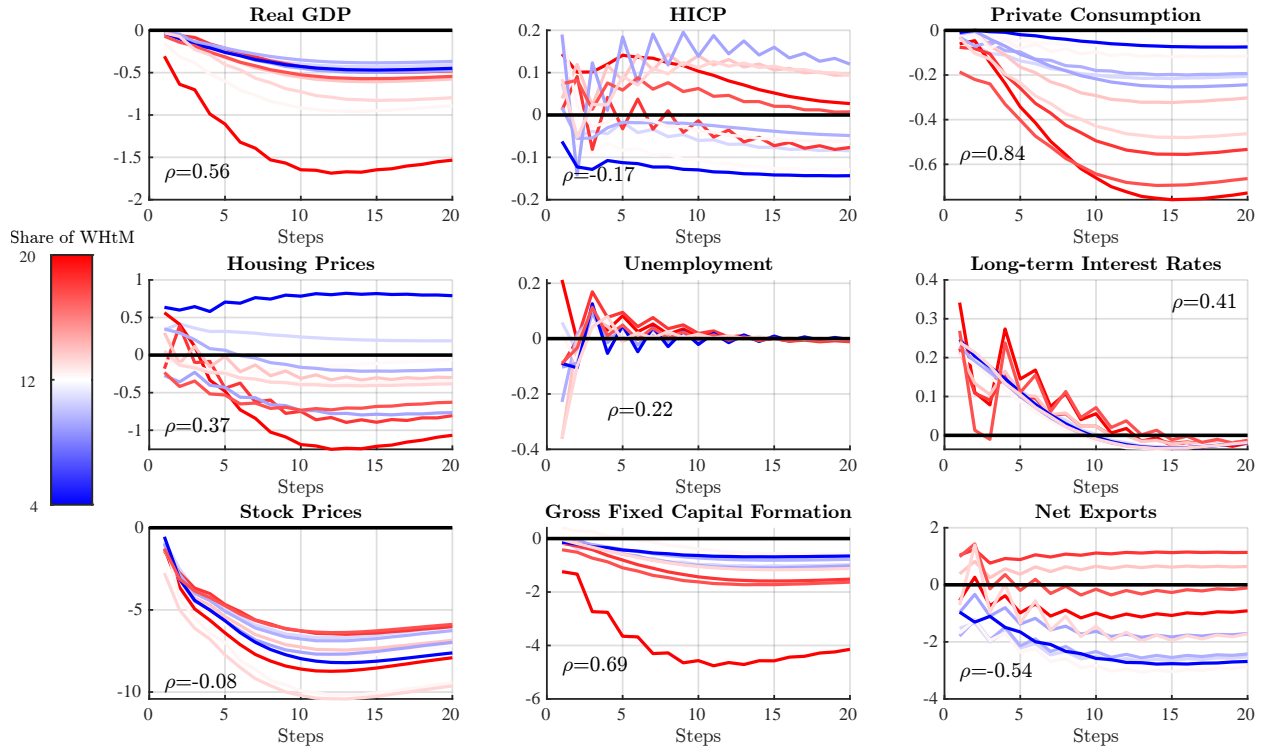 Real GDP
0
-0.5
-1
-1.5
-2
ρ=0.56
0 5 10 15 20
Steps
HICP
0.2
0.1
0
-0.1
-0.2
ρ=-0.17
0 5 10 15 20
Steps
Private Consumption
0
-0.2
-0.4
-0.6
ρ=0.84
0 5 10 15 20
Steps
Share of WHtM
20
12
4
Housing Prices
1
0.5
0
-0.5
-1
ρ=0.37
0 5 10 15 20
Steps
Unemployment
0.2
0
-0.2
-0.4
ρ=0.22
0 5 10 15 20
Steps
Long-term Interest Rates
0.4
0.3
0.2
0.1
0
ρ=0.41
0 5 10 15 20
Steps
Stock Prices
0
-5
-10
ρ=-0.08
0 5 10 15 20
Steps
Gross Fixed Capital Formation
0
-2
-4
-6
ρ=0.69
0 5 10 15 20
Steps
Net Exports
2
0
-2
-4
ρ=-0.54
0 5 10 15 20
Steps